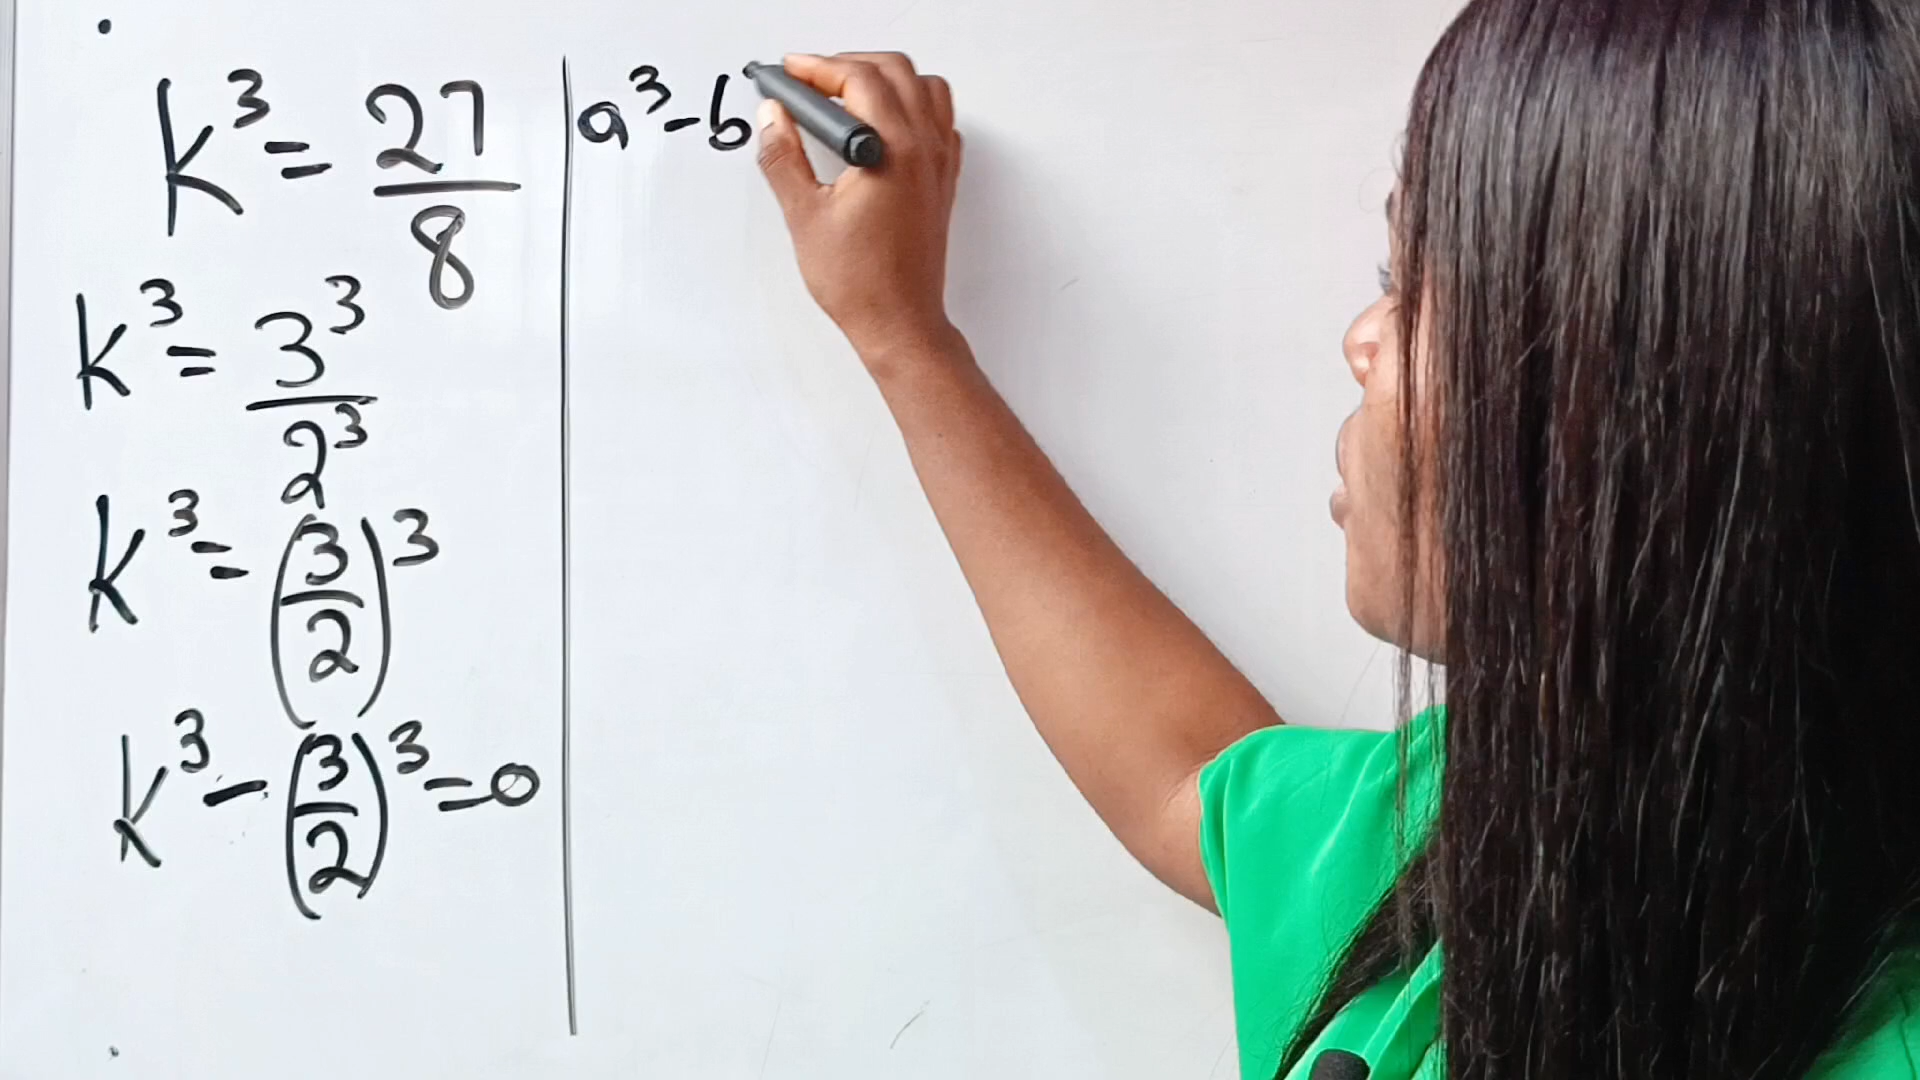 K³ = 27/8
K³ = 3³/2³
K³ = (3/2)³
K³ - (3/2)³ = 0
a³ - b